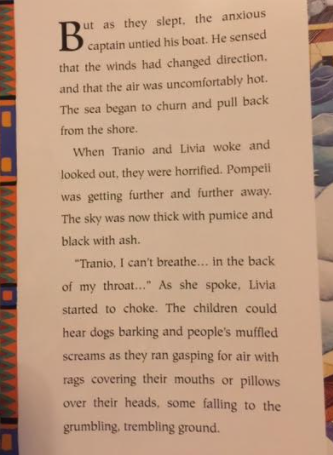 But as they slept, the anxious
captain untied his boat. He sensed
that the winds had changed direction,
and that the air was uncomfortably hot.
The sea began to churn and pull back
from the shore.
When Tranio and Livia woke and
looked out, they were horrified. Pompeii
was getting further and further away.
The sky was now thick with pumice and
black with ash.
"Tranio, I can't breathe... in the back
of my throat..." As she spoke, Livia
started to choke. The children could
hear dogs barking and people's muffled
screams as they ran gasping for air with
rags covering their mouths or pillows
over their heads, some falling to the
grumbling, trembling ground.